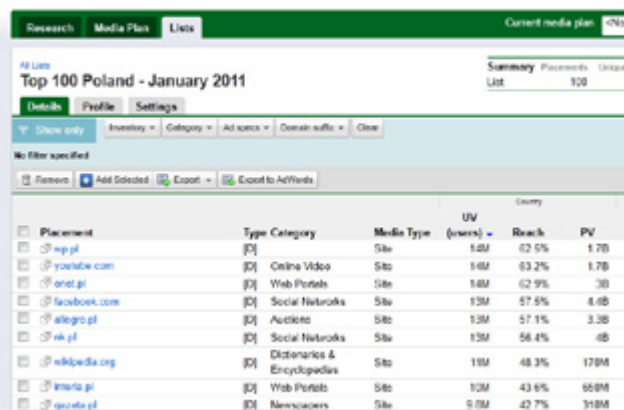 Research Media Plan Lists Current media plan
All Lists
Top 100 Poland - January 2011
Summary Placements Unique
List 100
Details Profile Settings
Show only Inventory Category Ad specs Domain suffix Clear
No filter specified
Remove Add Selected Export Export to AdWords
Country
UV
Placement Type Category Media Type (users) Reach PV
wp.pl [D] Site 14M 62.5% 1.7B
youtube.com [D] Online Video Site 14M 63.2% 1.7B
onet.pl [D] Web Portals Site 14M 62.9% 3B
facebook.com [D] Social Networks Site 13M 57.5% 4.4B
allegro.pl [D] Auctions Site 13M 57.1% 3.3B
nk.pl [D] Social Networks Site 13M 56.4% 4B
Dictionaries &
wikipedia.org [D] Site 11M 48.3% 170M
Encyclopedias
interia.pl [D] Web Portals Site 10M 43.6% 650M
gazeta.pl [D] Newspapers Site 9.8M 42.7% 310M